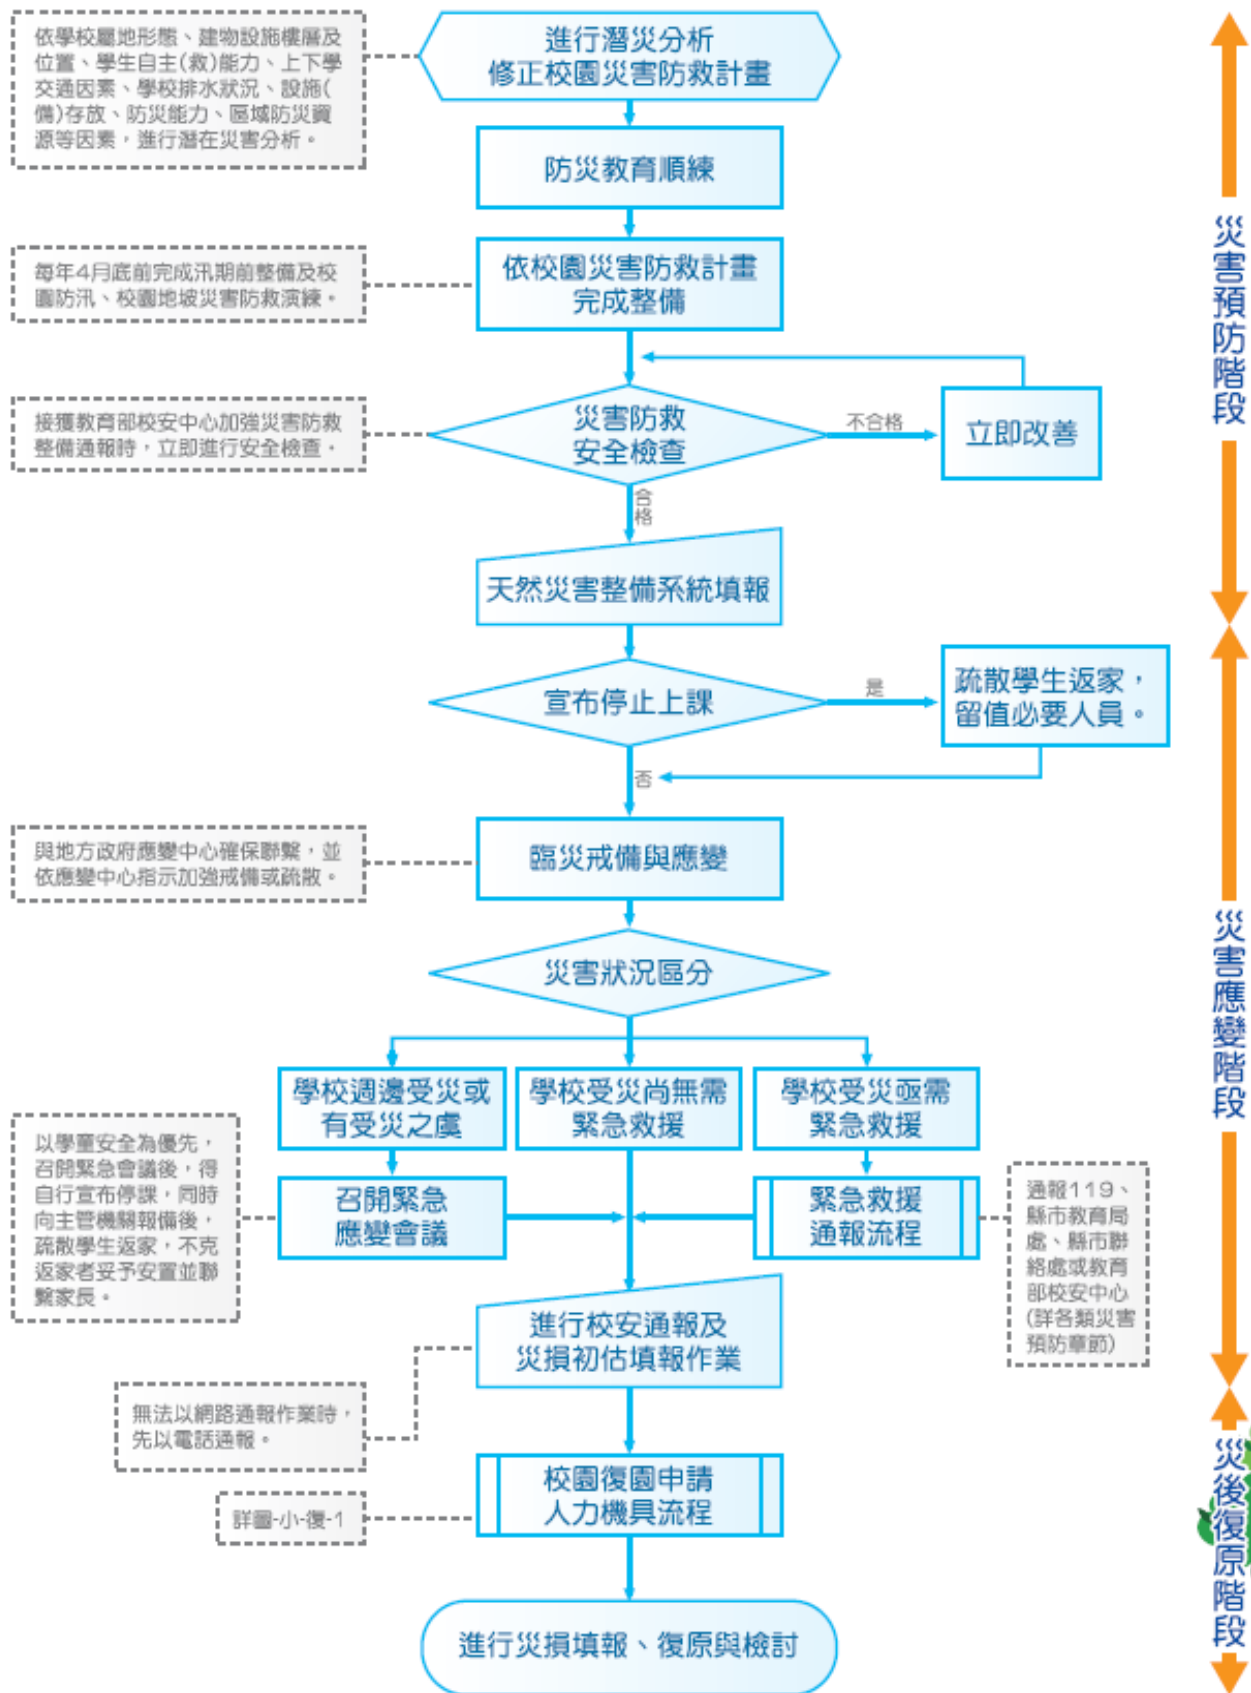 依學校屬地形態、建物設施樓層及
位置、學生自主(救)能力、上下學
交通因素、學校排水狀況、設施(
備)存放、防災能力、區域防災資
源等因素，進行潛在災害分析。
進行潛災分析
修正校園災害防救計畫
防災教育順練
每年4月底前完成汛期前整備及校
園防汛、校園地坡災害防救演練。
依校園災害防救計畫
完成整備
接獲教育部校安中心加強災害防救
整備通報時，立即進行安全檢查。
災害防救
安全檢查
不合格
立即改善
合格
天然災害整備系統填報
災害預防階段
宣布停止上課
是
疏散學生返家，
留值必要人員。
否
與地方政府應變中心確保聯繫，並
依應變中心指示加強戒備或疏散。
臨災戒備與應變
災害狀況區分
學校週邊受災或
有受災之虞
學校受災尚無需
緊急救援
學校受災亟需
緊急救援
以學童安全為優先，
召開緊急會議後，得
自行宣布停課，同時
向主管機關報備後，
疏散學生返家，不克
返家者妥予安置並聯
繫家長。
召開緊急
應變會議
緊急救援
通報流程
通報119、
縣市教育局
處、縣市聯
絡處或教育
部校安中心
(詳各類災害
預防章節)
災害應變階段
進行校安通報及
災損初估填報作業
無法以網路通報作業時，
先以電話通報。
校園復園申請
人力機具流程
詳圖-小-復-1
進行災損填報、復原與檢討
災後復原階段